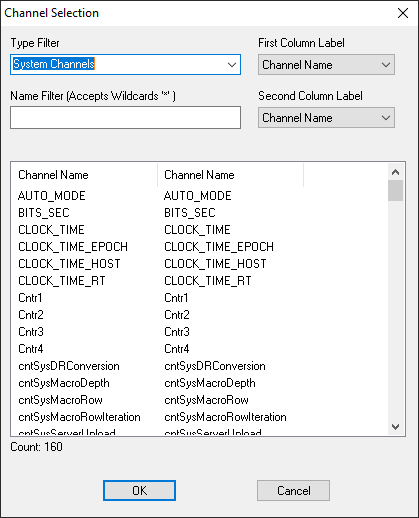 Channel Selection
Type Filter First Column Label
System Channels Channel Name
Name Filter (Accepts Wildcards '*' ) Second Column Label
Channel Name
Channel Name Channel Name
AUTO_MODE AUTO_MODE
BITS_SEC BITS_SEC
CLOCK_TIME CLOCK_TIME
CLOCK_TIME_EPOCH CLOCK_TIME_EPOCH
CLOCK_TIME_HOST CLOCK_TIME_HOST
CLOCK_TIME_RT CLOCK_TIME_RT
Cntr1 Cntr1
Cntr2 Cntr2
Cntr3 Cntr3
Cntr4 Cntr4
cntSysDRConversion cntSysDRConversion
cntSysMacroDepth cntSysMacroDepth
cntSysMacroRow cntSysMacroRow
cntSysMacroRowIteration cntSysMacroRowIteration
cntSysServerUpload cntSysServerUpload
Count: 160
OK Cancel